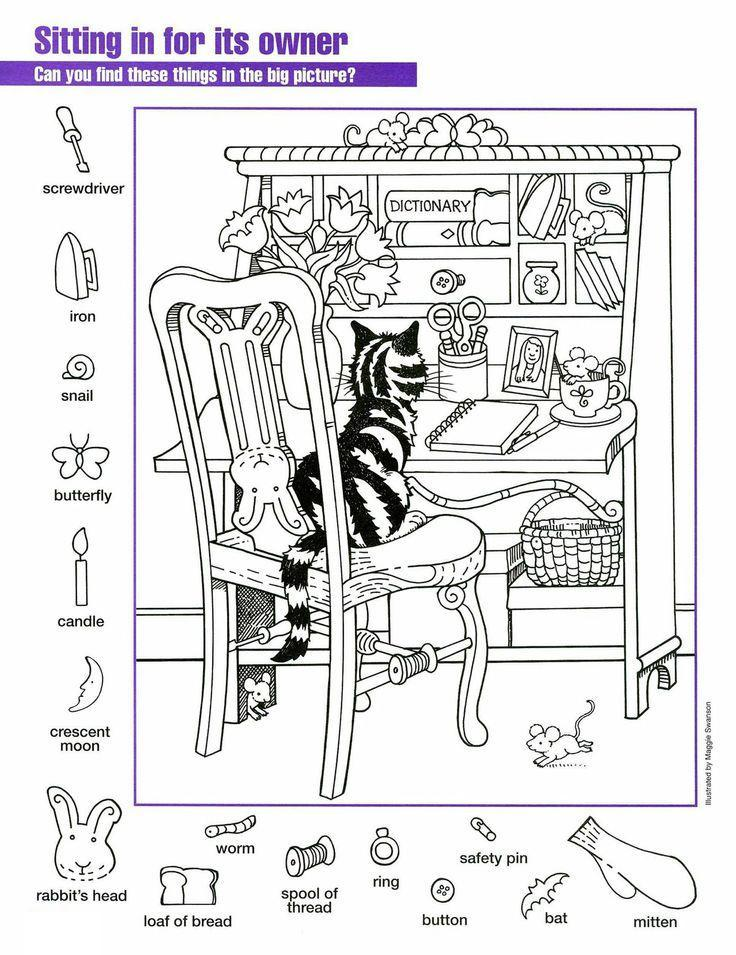 Sitting in for its owner
Can you find these things in the big picture?
screwdriver
DICTIONARY
iron
snail
butterfly
candle
crescent
moon
Illustrated by Maggie Swanson
rabbit's head
worm
loaf of bread
spool of
thread
ring
safety pin
button
bat
mitten